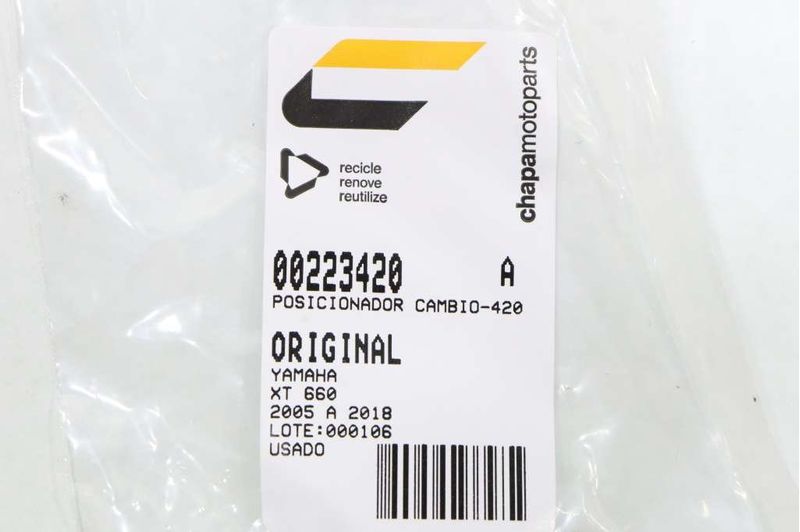 chapamotoparts
recicle
renove
reutilize
00223420 A
POSICIONADOR CAMBIO-420
ORIGINAL
YAMAHA
XT 660
2005 A 2018
LOTE:000106
USADO